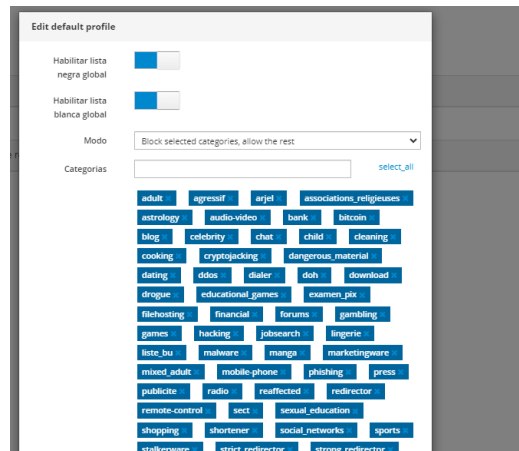 Edit default profile
Habilitar lista
negra global
Habilitar lista
blanca global
Modo
Block selected categories, allow the rest
Categorias
select_all
adult × agressif × arjel × associations_religieuses ×
astrology × audio-video × bank × bitcoin ×
blog × celebrity × chat × child × cleaning ×
cooking × cryptojacking × dangerous_material ×
dating × ddos × dialer × doh × download ×
drogue × educational_games × examen_pix ×
filehosting × financial × forums × gambling ×
games × hacking × jobsearch × lingerie ×
liste_bu × malware × manga × marketingware ×
mixed_adult × mobile-phone × phishing × press ×
publicite × radio × reaffected × redirector ×
remote-control × sect × sexual_education ×
shopping × shortener × social_networks × sports ×
stalkerware × strict_redirector × strong_redirector ×